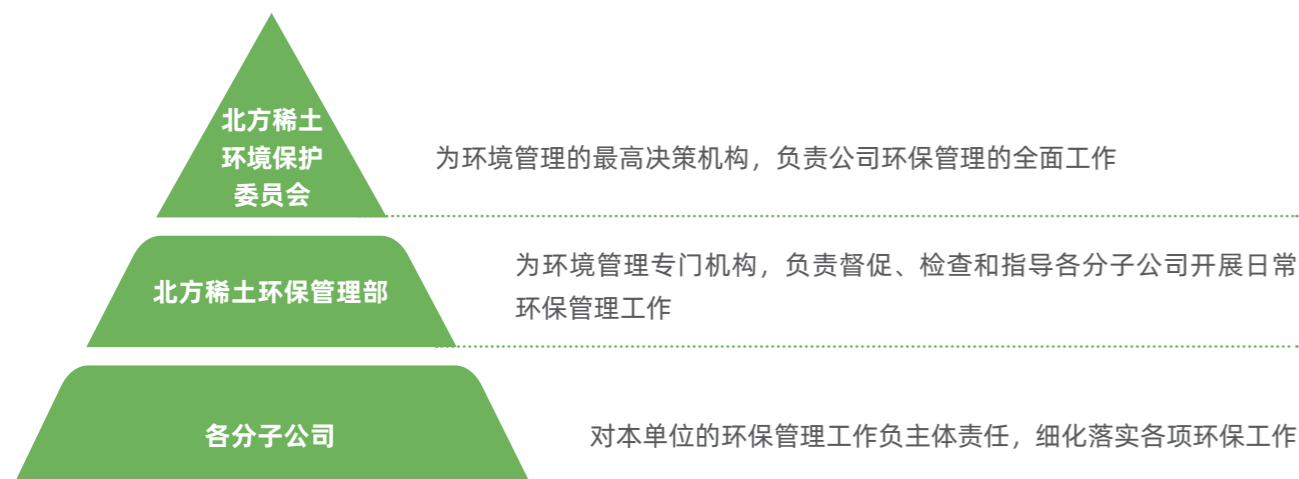 北方稀土
环境保护
委员会
为环境管理的最高决策机构，负责公司环保管理的全面工作
北方稀土环保管理部
为环境管理专门机构，负责督促、检查和指导各分子公司开展日常
环保管理工作
各分子公司
对本单位的环保管理工作负主体责任，细化落实各项环保工作